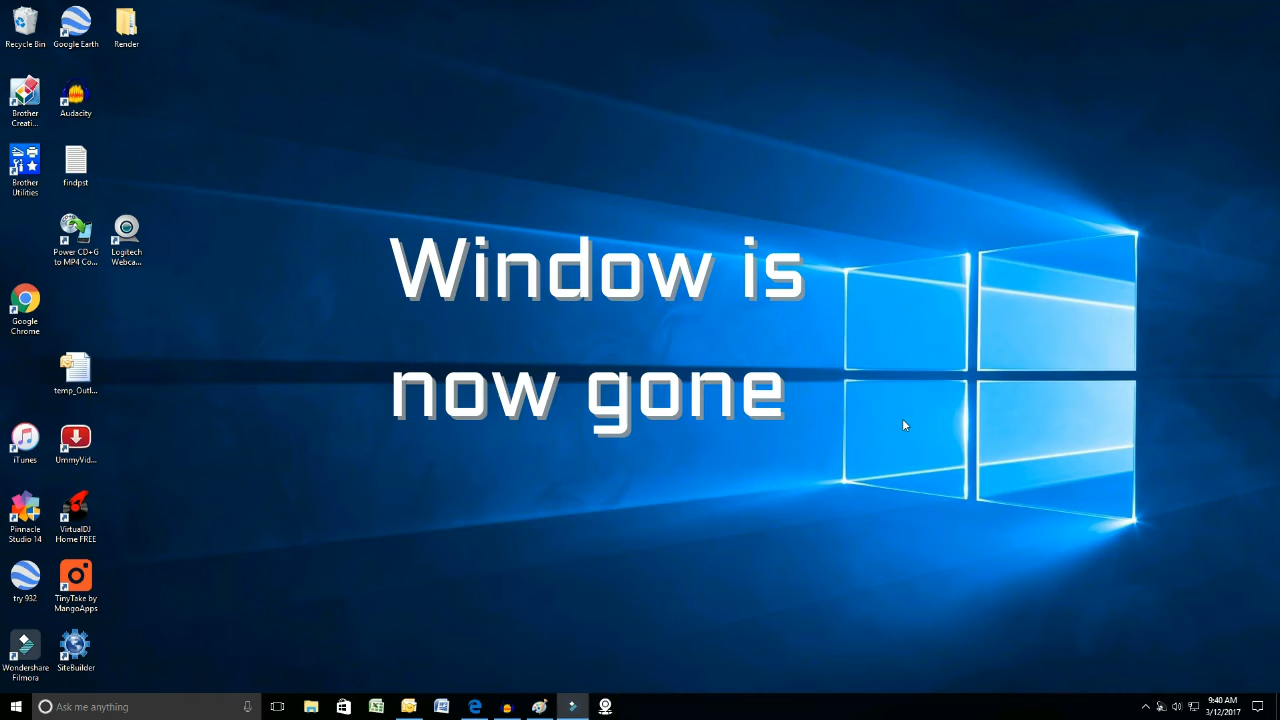 Recycle Bin
Google Earth
Render
Brother
Creati...
Audacity
Brother
Utilities
findpst
Power CD+G
to MP4 Co...
Logitech
Webca...
Window is
now gone
Google
Chrome
temp_Outl...
iTunes
UmmyVid...
Pinnacle
Studio 14
VirtualDJ
Home FREE
try 932
TinyTake by
MangoApps
Wondershare
Filmora
SiteBuilder
Ask me anything
9:40 AM
3/12/2017